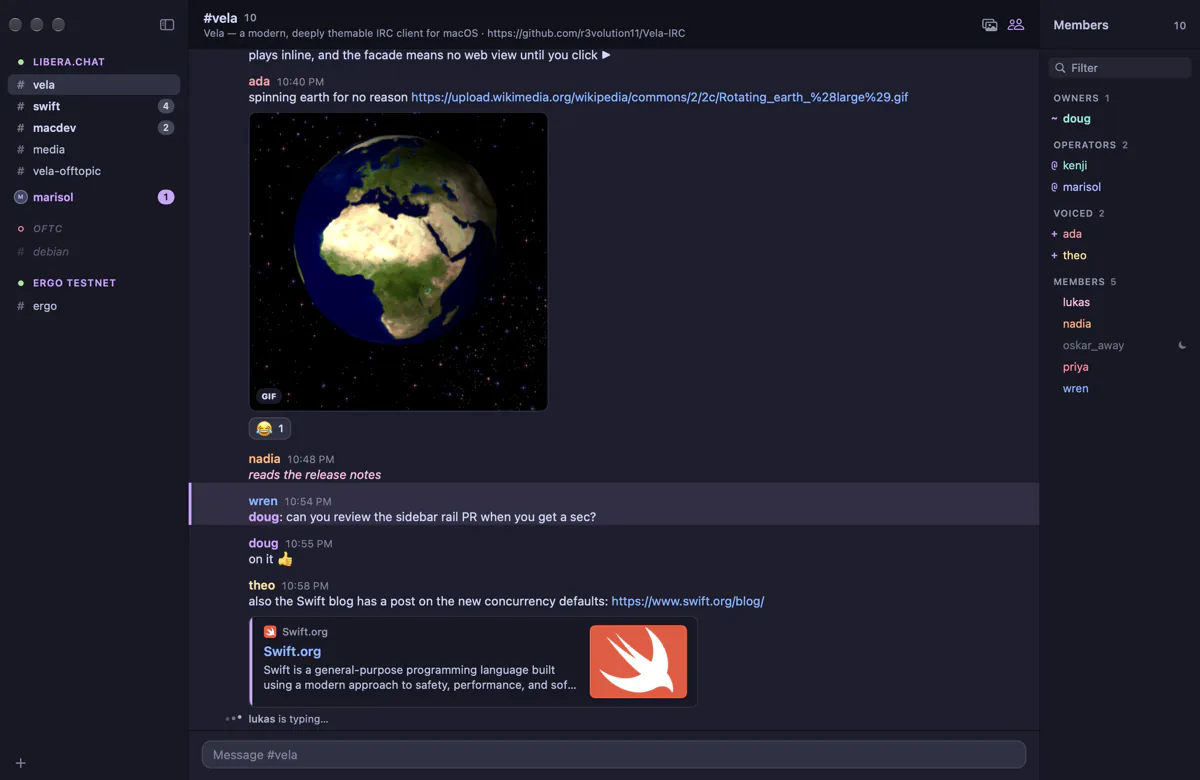 LIBERA.CHAT
# vela
# swift 4
# macdev 2
# media
# vela-offtopic
M marisol 1
OFTC
# debian
ERGO TESTNET
# ergo
+
#vela 10
Vela — a modern, deeply themable IRC client for macOS · https://github.com/r3volution11/Vela-IRC
plays inline, and the facade means no web view until you click ▶
ada 10:40 PM
spinning earth for no reason https://upload.wikimedia.org/wikipedia/commons/2/2c/Rotating_earth_%28large%29.gif
GIF
😂 1
nadia 10:48 PM
reads the release notes
wren 10:54 PM
doug: can you review the sidebar rail PR when you get a sec?
doug 10:55 PM
on it 👍
theo 10:58 PM
also the Swift blog has a post on the new concurrency defaults: https://www.swift.org/blog/
Swift.org
Swift.org
Swift is a general-purpose programming language built
using a modern approach to safety, performance, and sof...
lukas is typing...
Message #vela
Members 10
Filter
OWNERS 1
~ doug
OPERATORS 2
@ kenji
@ marisol
VOICED 2
+ ada
+ theo
MEMBERS 5
lukas
nadia
oskar_away
priya
wren